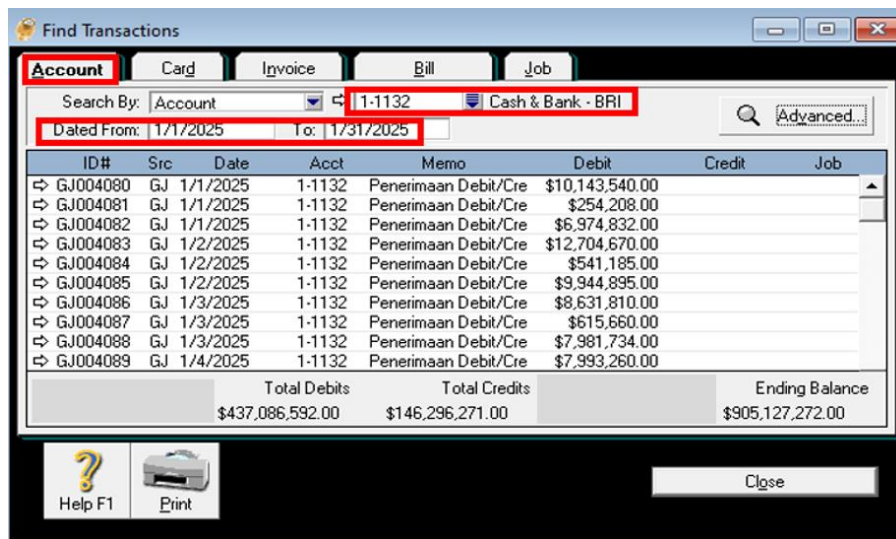 Find Transactions
Account Card Invoice Bill Job
Search By: Account 1-1132 Cash & Bank - BRI
Advanced...
Dated From: 1/1/2025 To: 1/31/2025
ID# Src Date Acct Memo Debit Credit Job
GJ004080 GJ 1/1/2025 1-1132 Penerimaan Debit/Cre $10,143,540.00
GJ004081 GJ 1/1/2025 1-1132 Penerimaan Debit/Cre $254,208.00
GJ004082 GJ 1/1/2025 1-1132 Penerimaan Debit/Cre $6,974,832.00
GJ004083 GJ 1/2/2025 1-1132 Penerimaan Debit/Cre $12,704,670.00
GJ004084 GJ 1/2/2025 1-1132 Penerimaan Debit/Cre $541,185.00
GJ004085 GJ 1/2/2025 1-1132 Penerimaan Debit/Cre $9,944,895.00
GJ004086 GJ 1/3/2025 1-1132 Penerimaan Debit/Cre $8,631,810.00
GJ004087 GJ 1/3/2025 1-1132 Penerimaan Debit/Cre $615,660.00
GJ004088 GJ 1/3/2025 1-1132 Penerimaan Debit/Cre $7,981,734.00
GJ004089 GJ 1/4/2025 1-1132 Penerimaan Debit/Cre $7,993,260.00
Total Debits Total Credits Ending Balance
$437,086,592.00 $146,296,271.00 $905,127,272.00
Help F1 Print Close